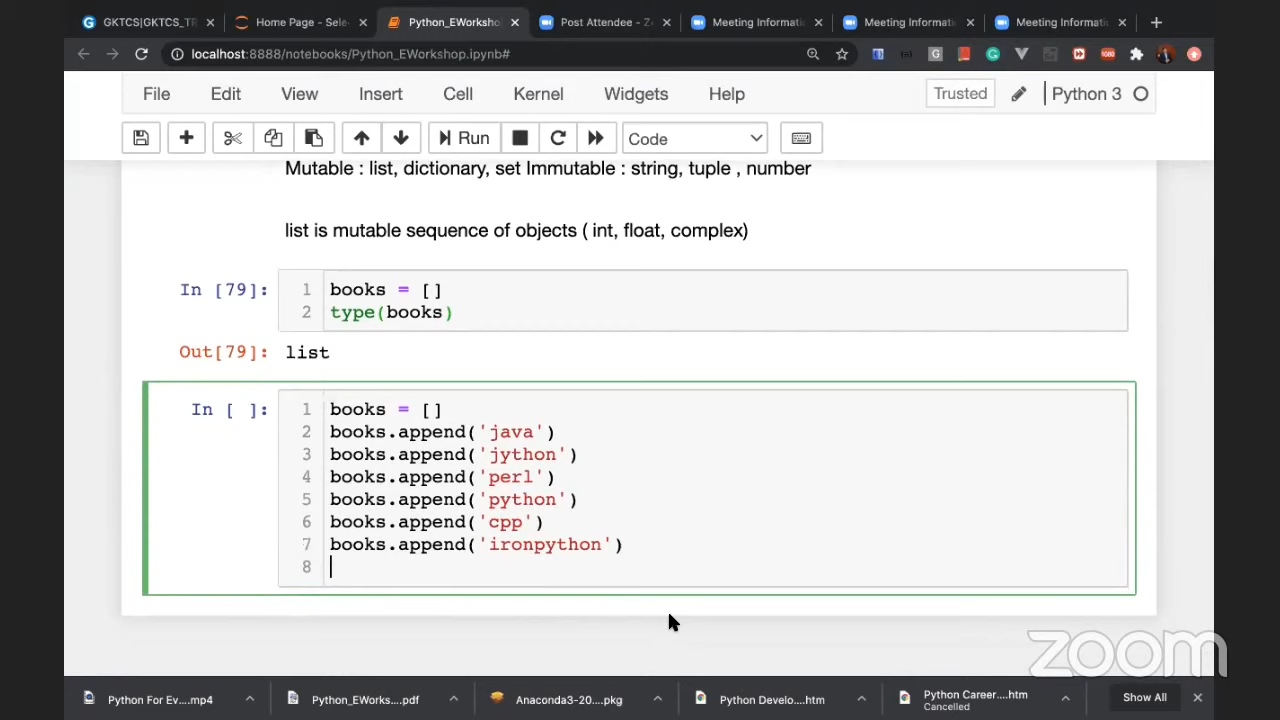 GKTCS|GKTCS_TR
Home Page - Sele
Python_EWorksho
Post Attendee - Z
Meeting Informati
Meeting Informati
Meeting Informati
localhost:8888/notebooks/Python_EWorkshop.ipynb#
File Edit View Insert Cell Kernel Widgets Help Trusted Python 3
Run Code
Mutable : list, dictionary, set Immutable : string, tuple , number
list is mutable sequence of objects ( int, float, complex)
In [79]: 1 books = []
2 type(books)
Out[79]: list
In [ ]: 1 books = []
2 books.append('java')
3 books.append('jython')
4 books.append('perl')
5 books.append('python')
6 books.append('cpp')
7 books.append('ironpython')
8
zoom
Python For Ev....mp4
Python_EWorks....pdf
Anaconda3-20....pkg
Python Develo....htm
Python Career....htm
Cancelled
Show All